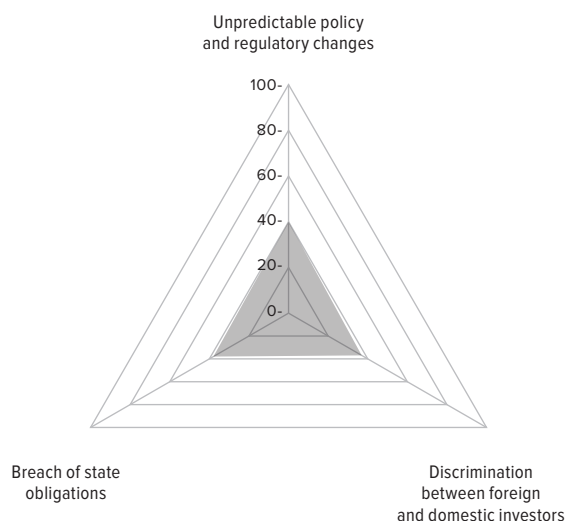 Unpredictable policy
and regulatory changes
100-
80-
60-
40-
20-
0-
Breach of state
obligations
Discrimination
between foreign
and domestic investors